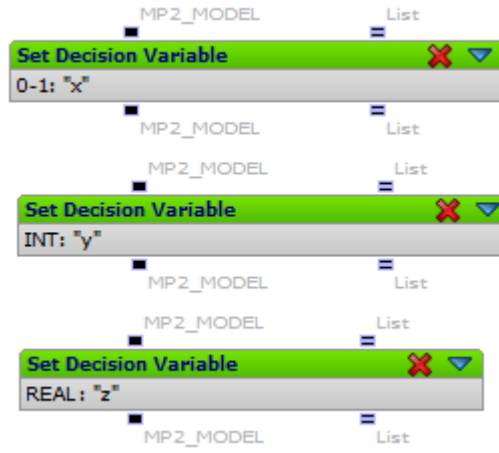 MP2_MODEL List
Set Decision Variable
0-1: "x"
MP2_MODEL List
MP2_MODEL List
Set Decision Variable
INT: "y"
MP2_MODEL List
MP2_MODEL List
Set Decision Variable
REAL: "z"
MP2_MODEL List